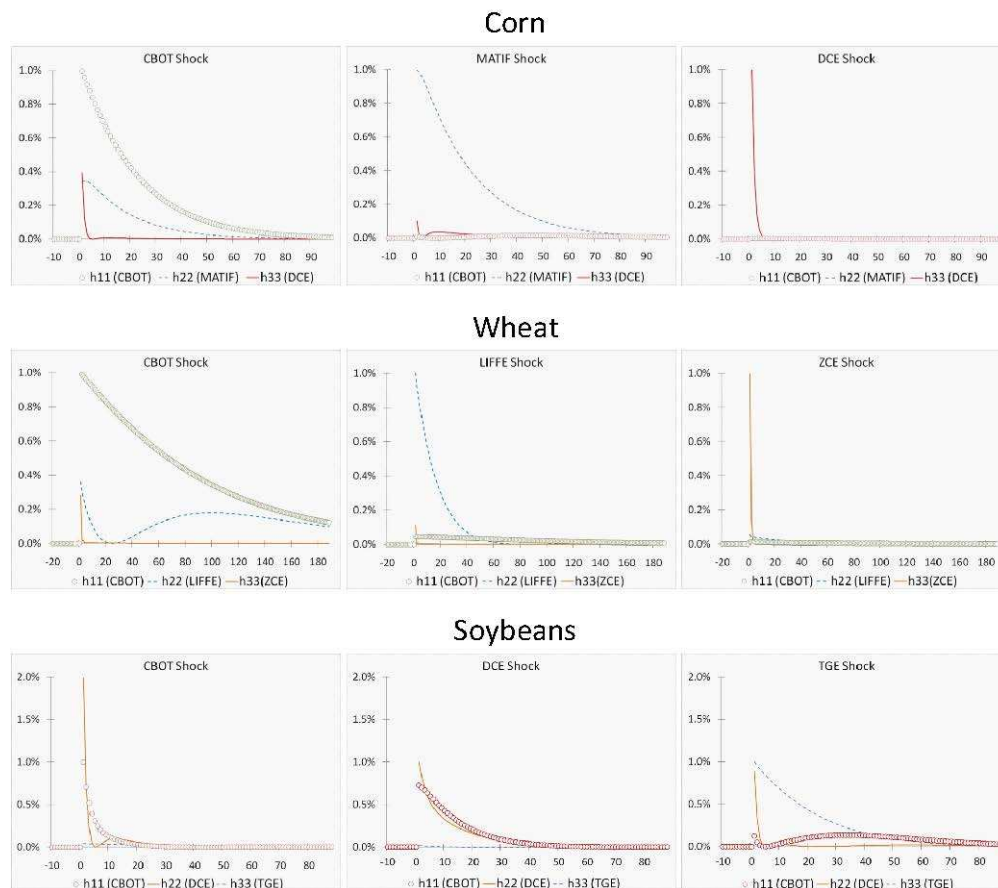 Corn
CBOT Shock
1.0%
0.8%
0.6%
0.4%
0.2%
0.0%
-10 0 10 20 30 40 50 60 70 80 90
h11 (CBOT) h22 (MATIF) h33 (DCE)
MATIF Shock
1.0%
0.8%
0.6%
0.4%
0.2%
0.0%
-10 0 10 20 30 40 50 60 70 80 90
h11 (CBOT) h22 (MATIF) h33 (DCE)
DCE Shock
1.0%
0.8%
0.6%
0.4%
0.2%
0.0%
-10 0 10 20 30 40 50 60 70 80 90
h11 (CBOT) h22 (MATIF) h33 (DCE)
Wheat
CBOT Shock
1.0%
0.8%
0.6%
0.4%
0.2%
0.0%
-20 0 20 40 60 80 100 120 140 160 180
h11 (CBOT) h22 (LIFFE) h33(ZCE)
LIFFE Shock
1.0%
0.8%
0.6%
0.4%
0.2%
0.0%
-20 0 20 40 60 80 100 120 140 160 180
h11 (CBOT) h22 (LIFFE) h33(ZCE)
ZCE Shock
1.0%
0.8%
0.6%
0.4%
0.2%
0.0%
-20 0 20 40 60 80 100 120 140 160 180
h11 (CBOT) h22 (LIFFE) h33(ZCE)
Soybeans
CBOT Shock
2.0%
1.5%
1.0%
0.5%
0.0%
-10 0 10 20 30 40 50 60 70 80
h11 (CBOT) h22 (DCE) h33 (TGE)
DCE Shock
2.0%
1.5%
1.0%
0.5%
0.0%
-10 0 10 20 30 40 50 60 70 80
h11 (CBOT) h22 (DCE) h33 (TGE)
TGE Shock
2.0%
1.5%
1.0%
0.5%
0.0%
-10 0 10 20 30 40 50 60 70 80
h11 (CBOT) h22 (DCE) h33 (TGE)